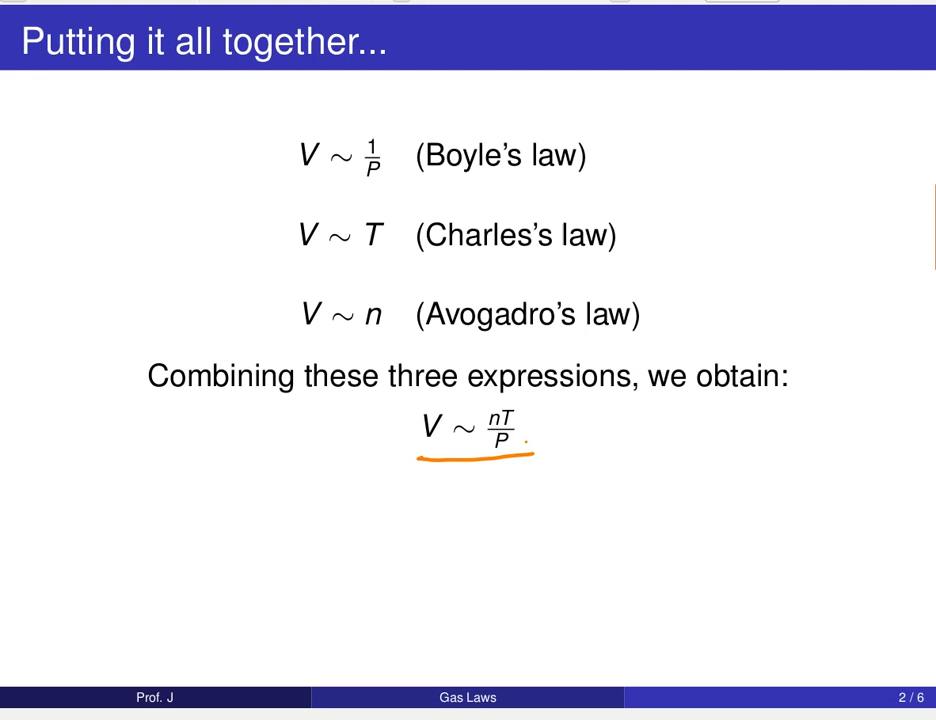 Putting it all together...
V ∼ 1/P (Boyle's law)
V ∼ T (Charles's law)
V ∼ n (Avogadro's law)
Combining these three expressions, we obtain:
V ∼ nT/P
Prof. J Gas Laws 2 / 6